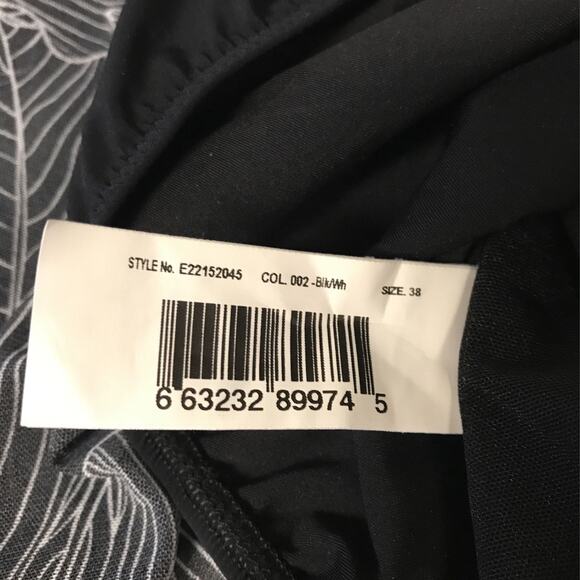 STYLE No. E22152045 COL. 002 -Blk/Wh SIZE. 38
6 63232 89974 5